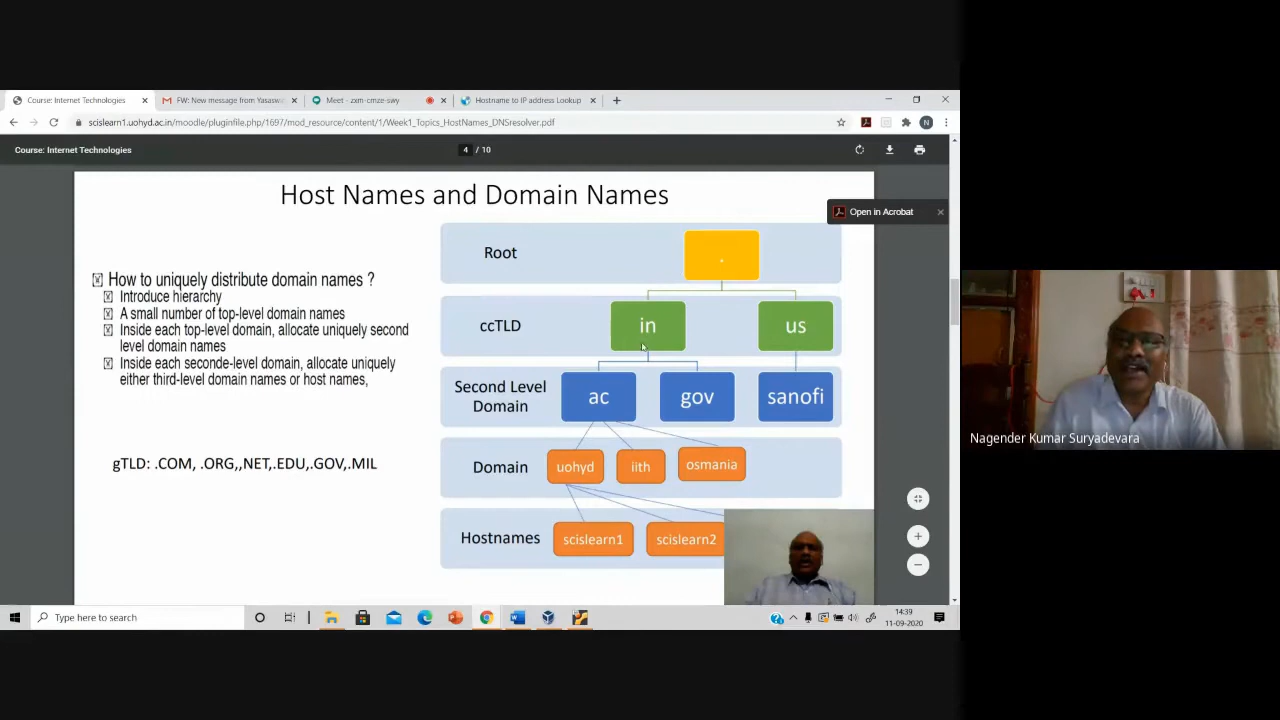 Course: Internet Technologies
FW: New message from Yasasw
Meet - zxm-cmze-swy
Hostname to IP address Lookup
scislearn1.uohyd.ac.in/moodle/pluginfile.php/1697/mod_resource/content/1/Week1_Topics_HostNames_DNSresolver.pdf
N
Course: Internet Technologies
4 / 10
Open in Acrobat
Host Names and Domain Names
How to uniquely distribute domain names ?
Introduce hierarchy
A small number of top-level domain names
Inside each top-level domain, allocate uniquely second
level domain names
Inside each seconde-level domain, allocate uniquely
either third-level domain names or host names,
gTLD: .COM, .ORG,,NET,.EDU,.GOV,.MIL
Root
.
ccTLD
in
us
Second Level
Domain
ac
gov
sanofi
Domain
uohyd
iith
osmania
Hostnames
scislearn1
scislearn2
Nagender Kumar Suryadevara
Type here to search
14:39
11-09-2020